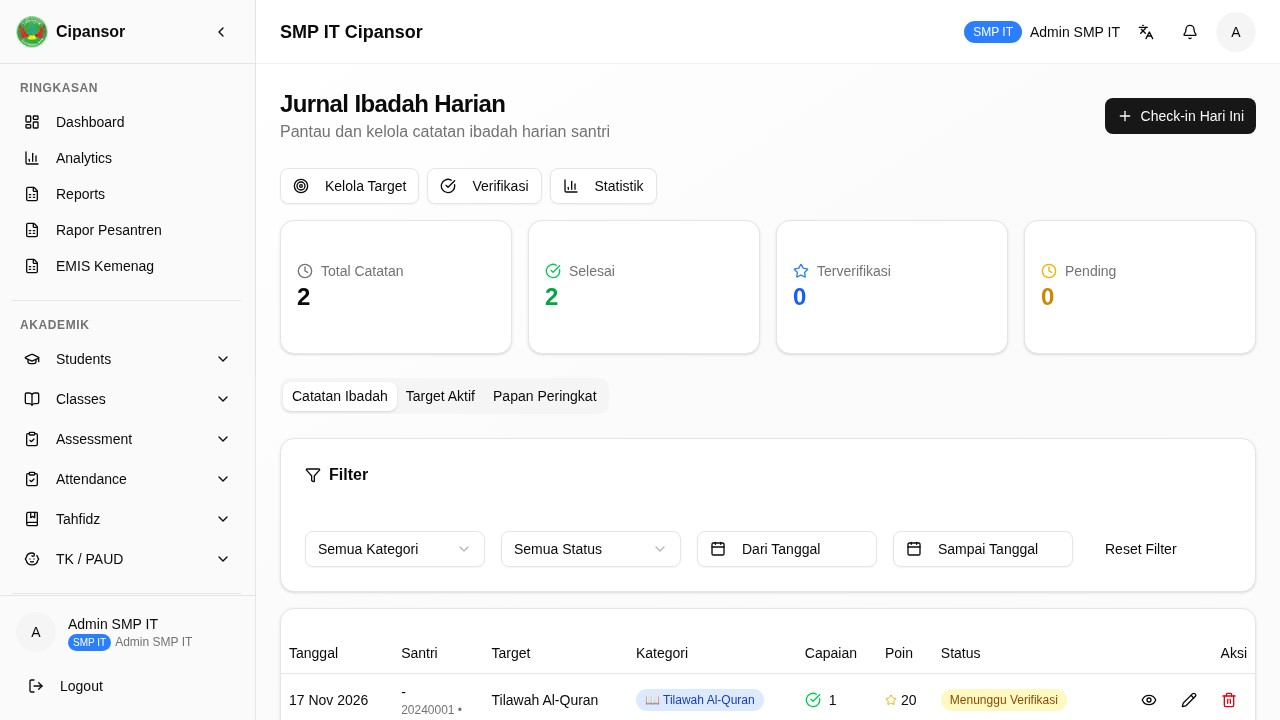 Cipansor
SMP IT Cipansor
SMP IT Admin SMP IT A
RINGKASAN
Dashboard
Analytics
Reports
Rapor Pesantren
EMIS Kemenag
AKADEMIK
Students
Classes
Assessment
Attendance
Tahfidz
TK / PAUD
A Admin SMP IT
SMP IT Admin SMP IT
Logout
Jurnal Ibadah Harian
Pantau dan kelola catatan ibadah harian santri
Check-in Hari Ini
Kelola Target Verifikasi Statistik
Total Catatan
2
Selesai
2
Terverifikasi
0
Pending
0
Catatan Ibadah Target Aktif Papan Peringkat
Filter
Semua Kategori Semua Status Dari Tanggal Sampai Tanggal Reset Filter
Tanggal Santri Target Kategori Capaian Poin Status Aksi
17 Nov 2026 - Tilawah Al-Quran 📖 Tilawah Al-Quran 1 20 Menunggu Verifikasi
20240001 •